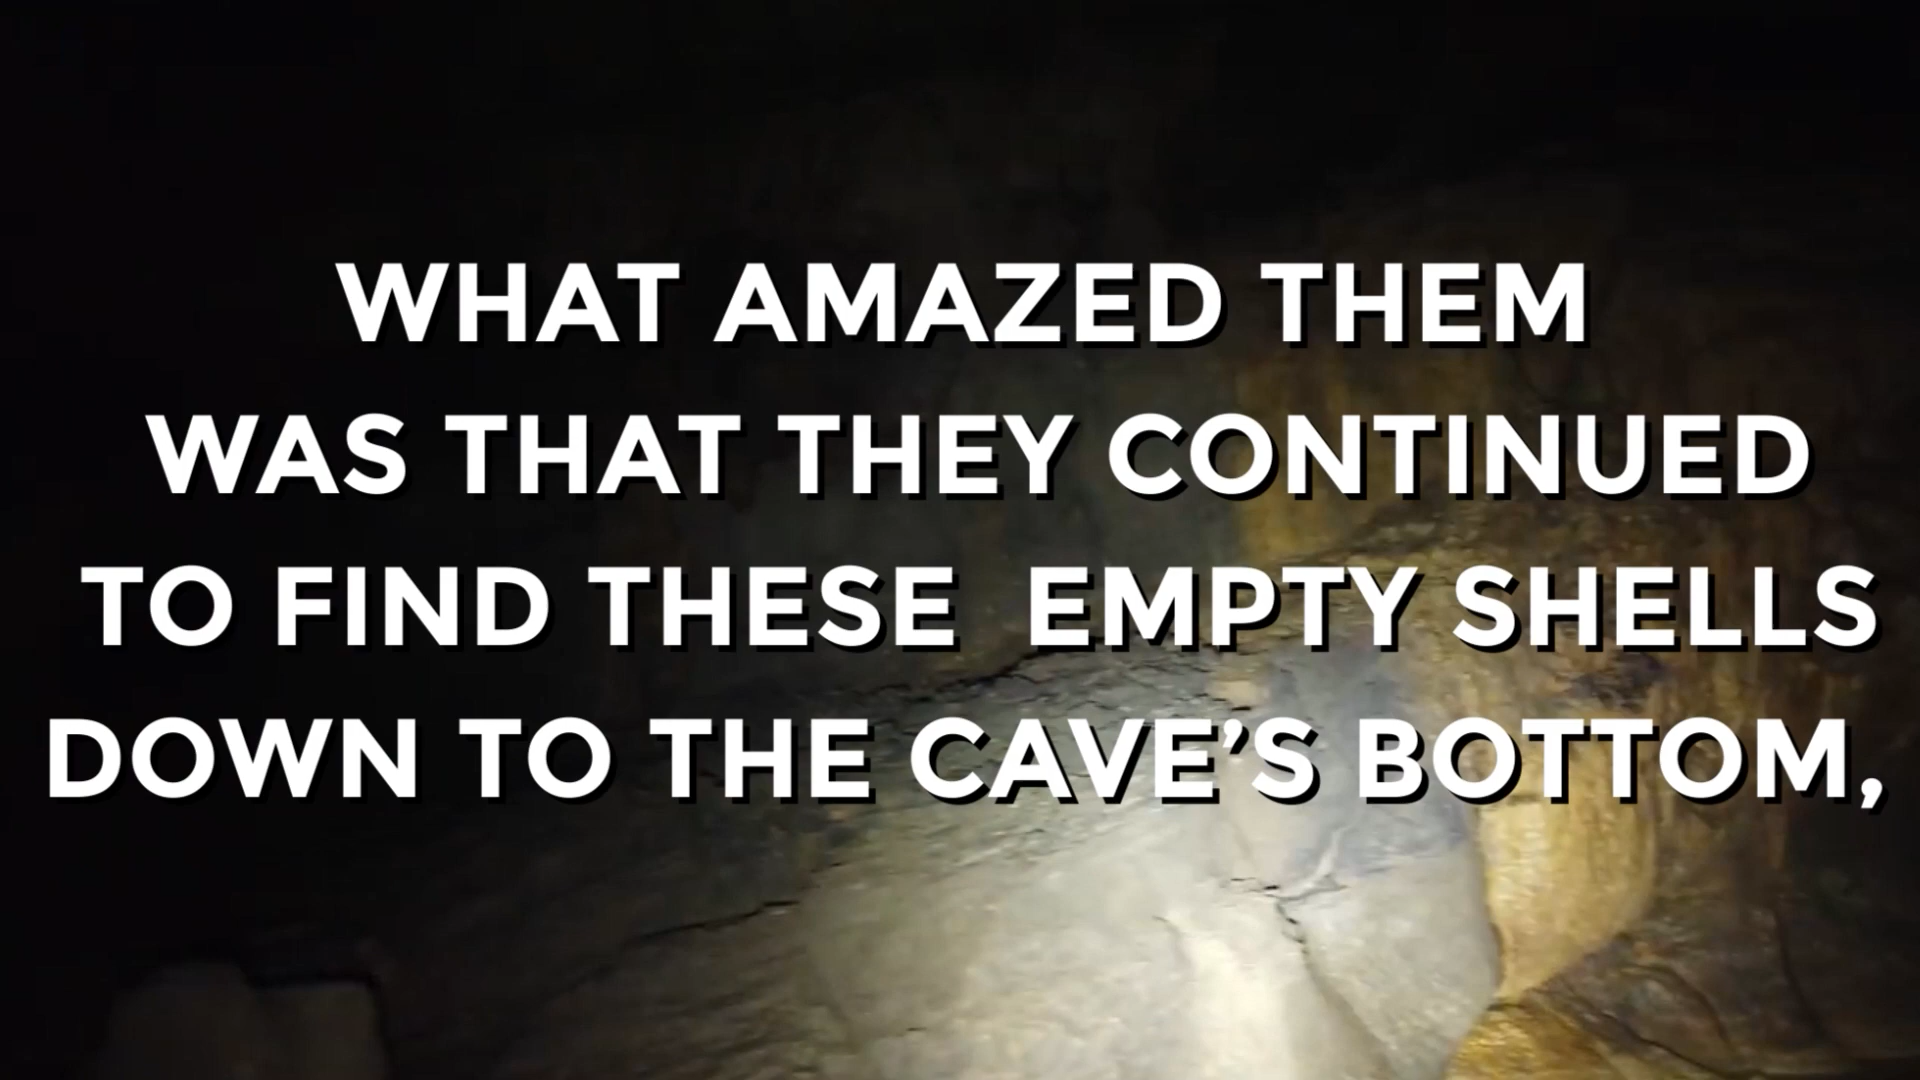 WHAT AMAZED THEM
WAS THAT THEY CONTINUED
TO FIND THESE  EMPTY SHELLS
DOWN TO THE CAVE’S BOTTOM,